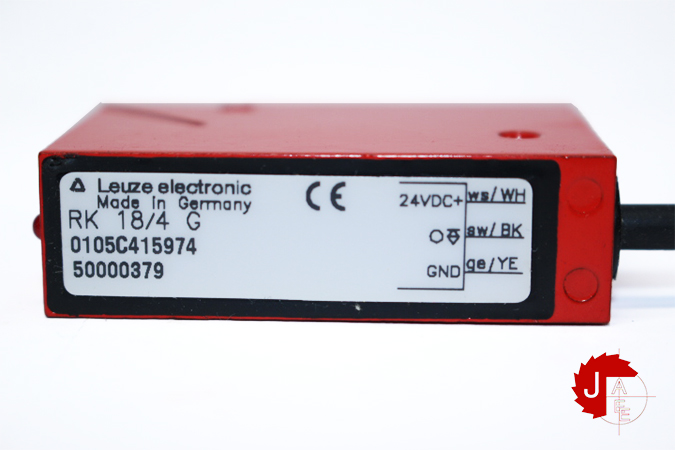 Leuze electronic
Made in Germany
RK 18/4 G
0105C415974
50000379
CE
24VDC+ ws/WH
sw/BK
GND ge/YE
J
A
E
E